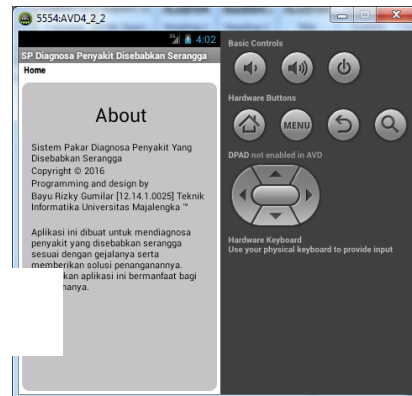 5554:AVD4_2_2
3G 4:02
SP Diagnosa Penyakit Disebabkan Serangga
Home
About
Sistem Pakar Diagnosa Penyakit Yang
Disebabkan Serangga
Copyright © 2016
Programming and design by
Bayu Rizky Gumilar [12.14.1.0025] Teknik
Informatika Universitas Majalengka ™
Aplikasi ini dibuat untuk mendiagnosa
penyakit yang disebabkan serangga
sesuai dengan gejalanya serta
memberikan solusi penanganannya.
kan aplikasi ini bermanfaat bagi
nanya.
Basic Controls
Hardware Buttons
MENU
DPAD not enabled in AVD
Hardware Keyboard
Use your physical keyboard to provide input